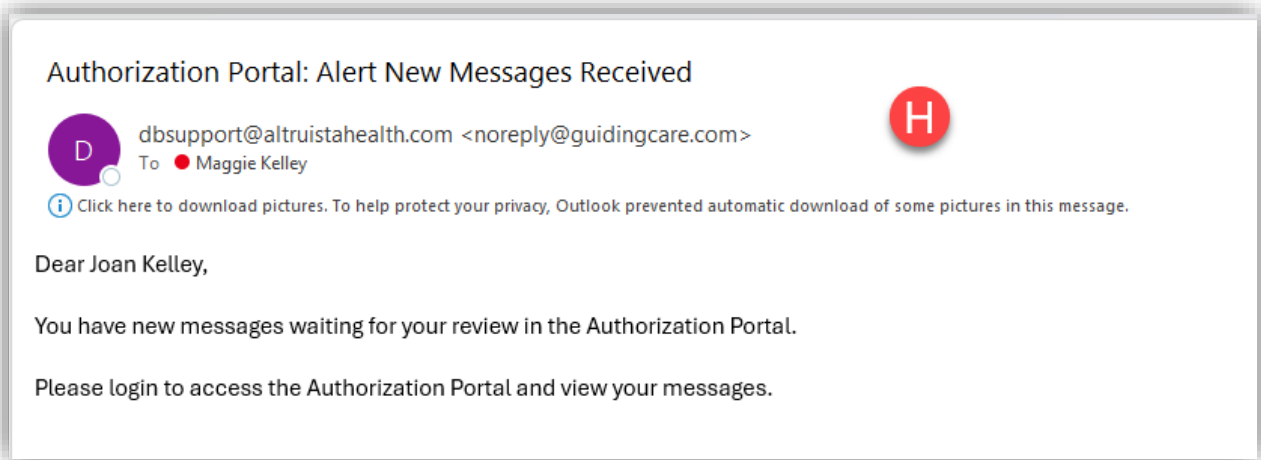 Authorization Portal: Alert New Messages Received
H
D
dbsupport@altruistahealth.com <noreply@guidingcare.com>
To Maggie Kelley
i Click here to download pictures. To help protect your privacy, Outlook prevented automatic download of some pictures in this message.
Dear Joan Kelley,
You have new messages waiting for your review in the Authorization Portal.
Please login to access the Authorization Portal and view your messages.